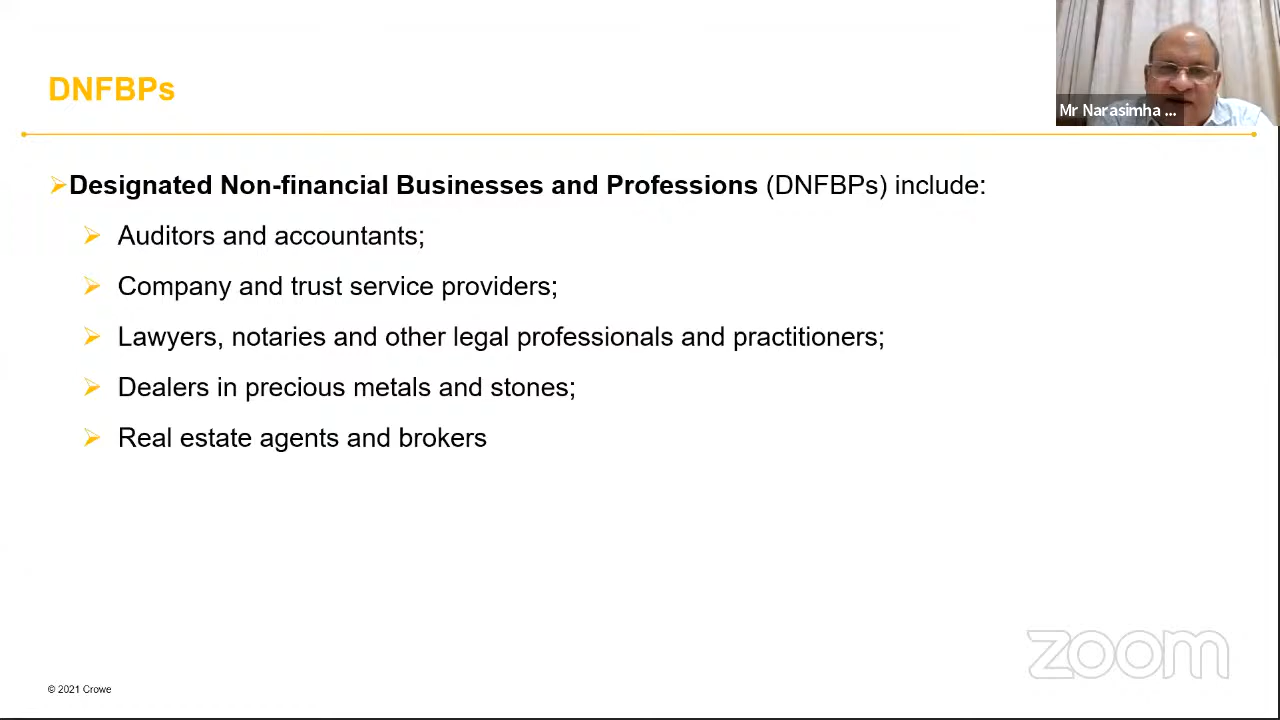 DNFBPs
Mr Narasimha ...
Designated Non-financial Businesses and Professions (DNFBPs) include:
Auditors and accountants;
Company and trust service providers;
Lawyers, notaries and other legal professionals and practitioners;
Dealers in precious metals and stones;
Real estate agents and brokers
zoom
© 2021 Crowe